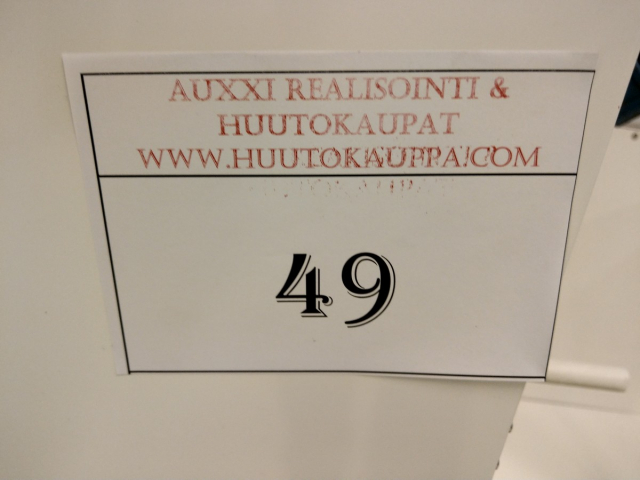 AUXXI REALISOINTI &
HUUTOKAUPAT
WWW.HUUTOKAUPPA.COM
49